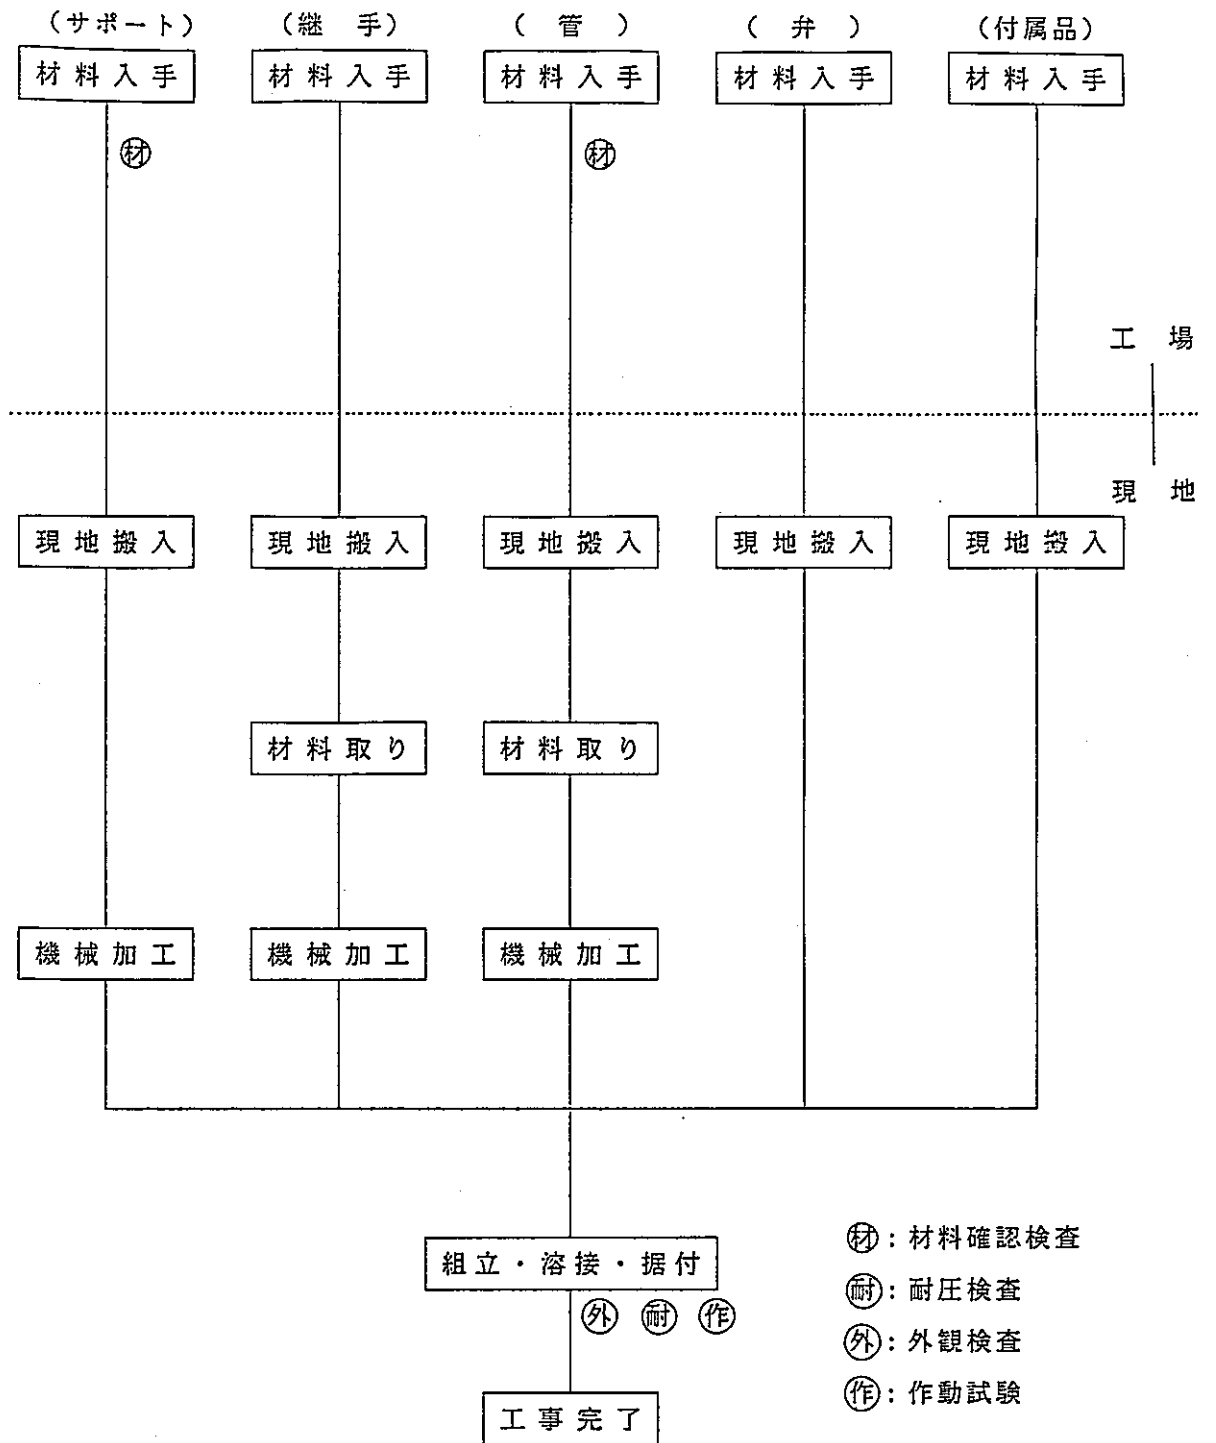 (サポート) (継 手) ( 管 ) ( 弁 ) (付属品)
材料入手 材料入手 材料入手 材料入手 材料入手
㊥材 ㊥材
工 場
現 地
現地搬入 現地搬入 現地搬入 現地搬入 現地搬入
材料取り 材料取り
機械加工 機械加工 機械加工
組立・溶接・据付
外 耐 作
工事完了
材:材料確認検査
耐:耐圧検査
外:外観検査
作:作動試験